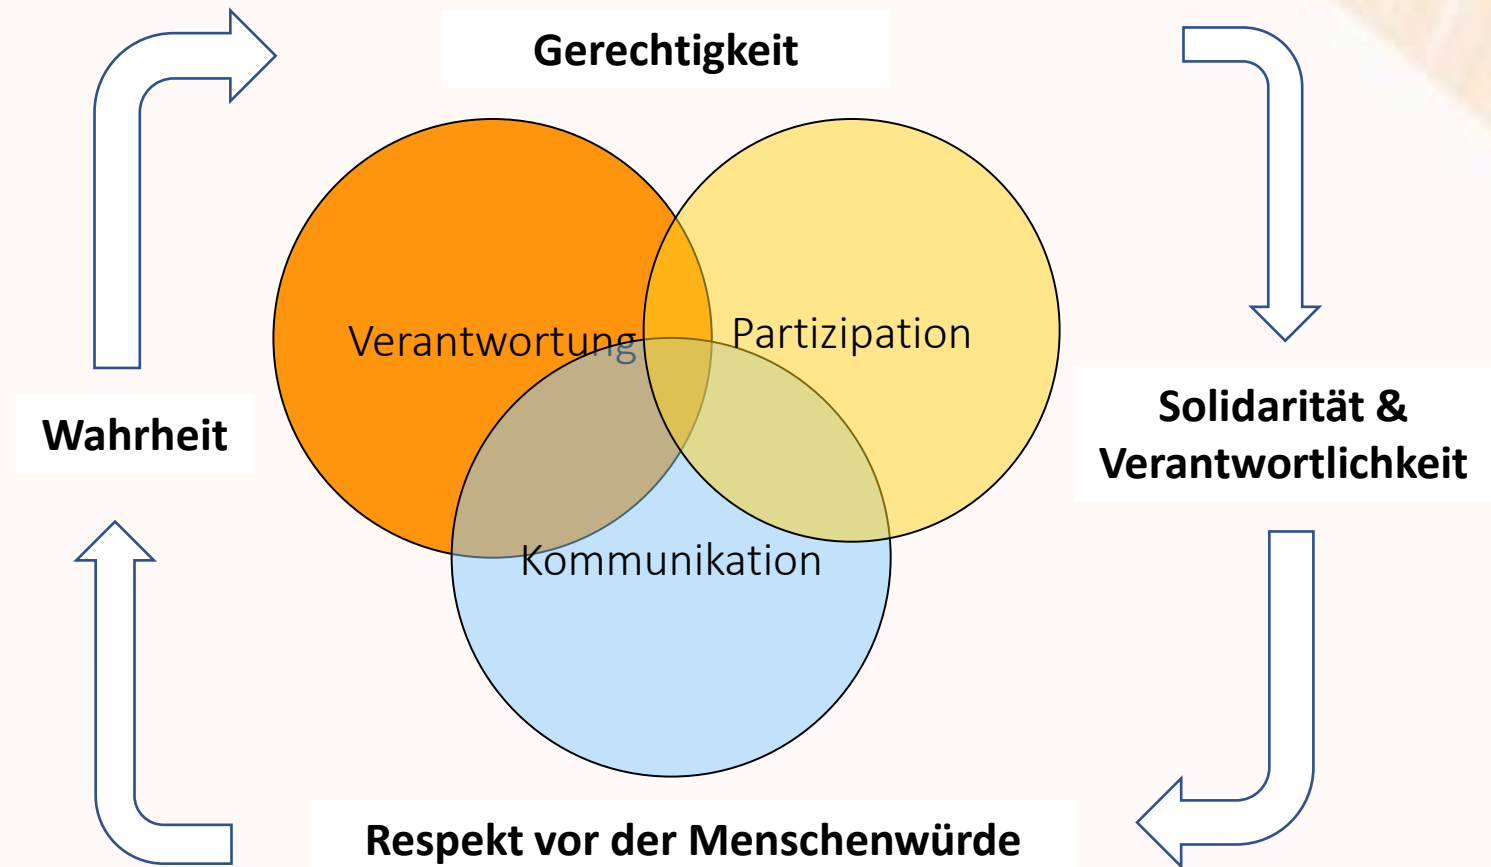 Gerechtigkeit
Verantwortung
Partizipation
Wahrheit
Solidarität &
Verantwortlichkeit
Kommunikation
Respekt vor der Menschenwürde